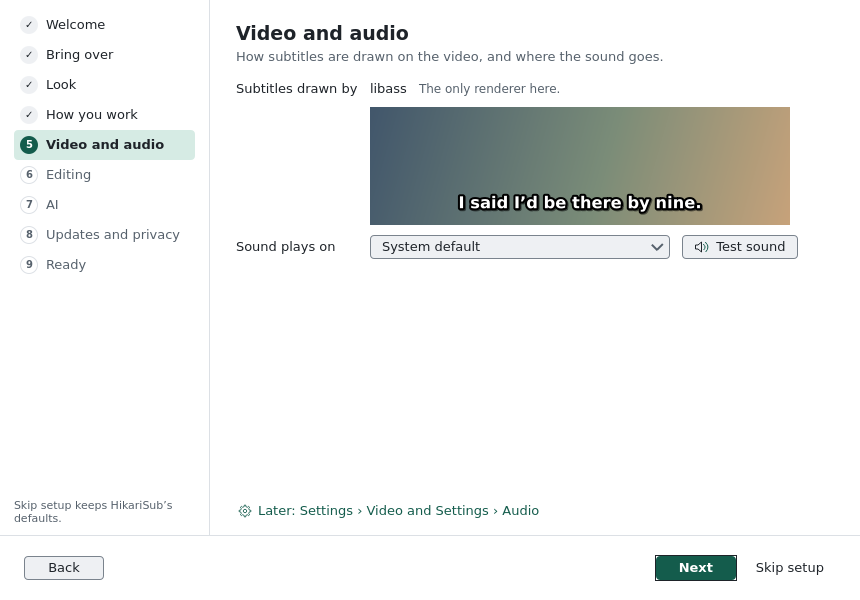 ✓ Welcome
✓ Bring over
✓ Look
✓ How you work
5 Video and audio
6 Editing
7 AI
8 Updates and privacy
9 Ready
Skip setup keeps HikariSub’s
defaults.
Video and audio
How subtitles are drawn on the video, and where the sound goes.
Subtitles drawn by libass The only renderer here.
I said I’d be there by nine.
Sound plays on System default Test sound
Later: Settings › Video and Settings › Audio
Back Next Skip setup